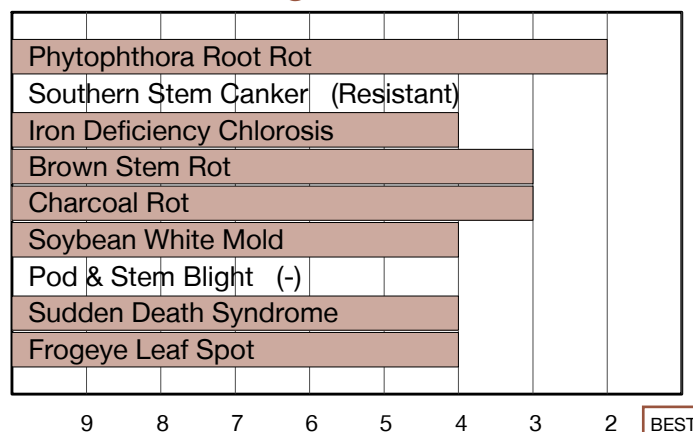 Phytophthora Root Rot
Southern Stem Canker (Resistant)
Iron Deficiency Chlorosis
Brown Stem Rot
Charcoal Rot
Soybean White Mold
Pod & Stem Blight (-)
Sudden Death Syndrome
Frogeye Leaf Spot
9 8 7 6 5 4 3 2 BEST